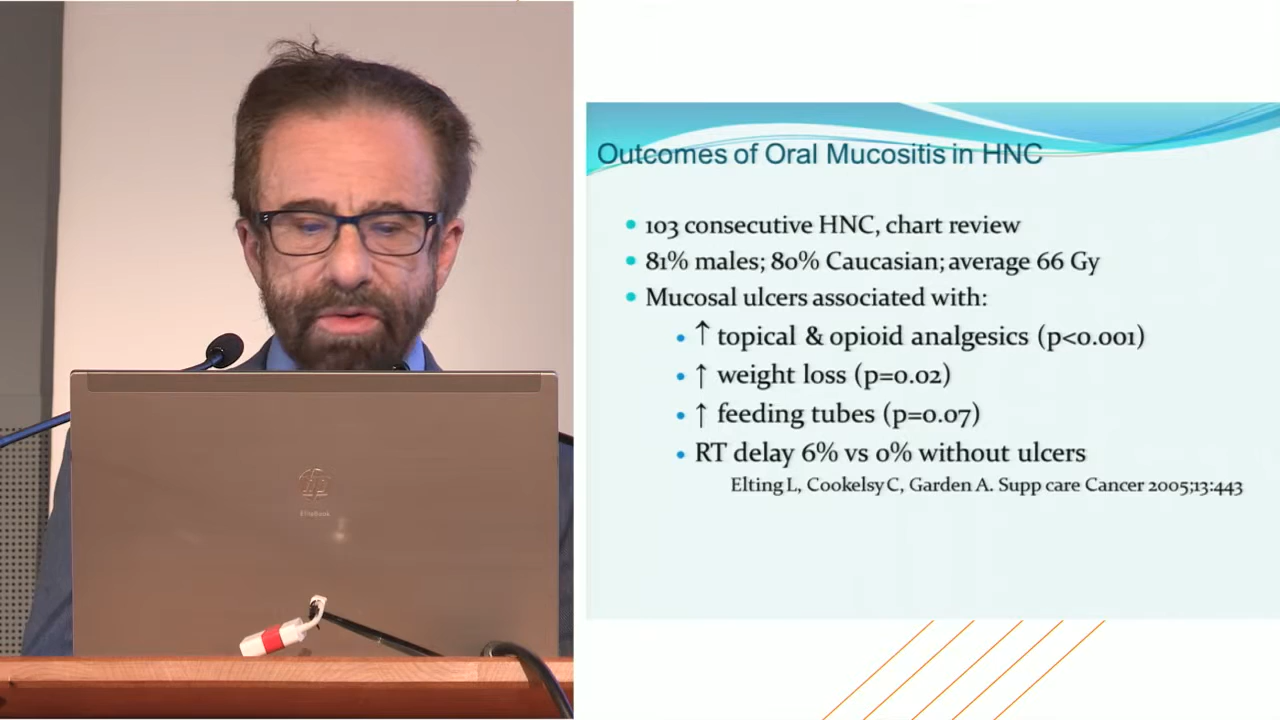 Outcomes of Oral Mucositis in HNC
• 103 consecutive HNC, chart review
• 81% males; 80% Caucasian; average 66 Gy
• Mucosal ulcers associated with:
• ↑ topical & opioid analgesics (p<0.001)
• ↑ weight loss (p=0.02)
• ↑ feeding tubes (p=0.07)
• RT delay 6% vs 0% without ulcers
Elting L, Cookelsy C, Garden A. Supp care Cancer 2005;13:443
hp
EliteBook